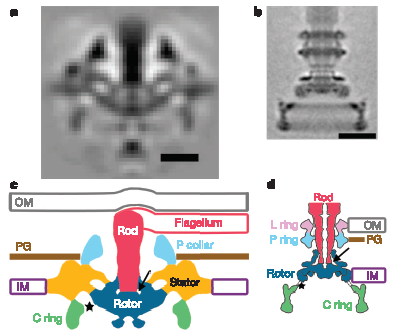 a
b
c
OM
Rod
Flagellum
PG
P collar
IM
Stator
Rotor
C ring
d
Rod
L ring
OM
P ring
PG
Rotor
IM
C ring